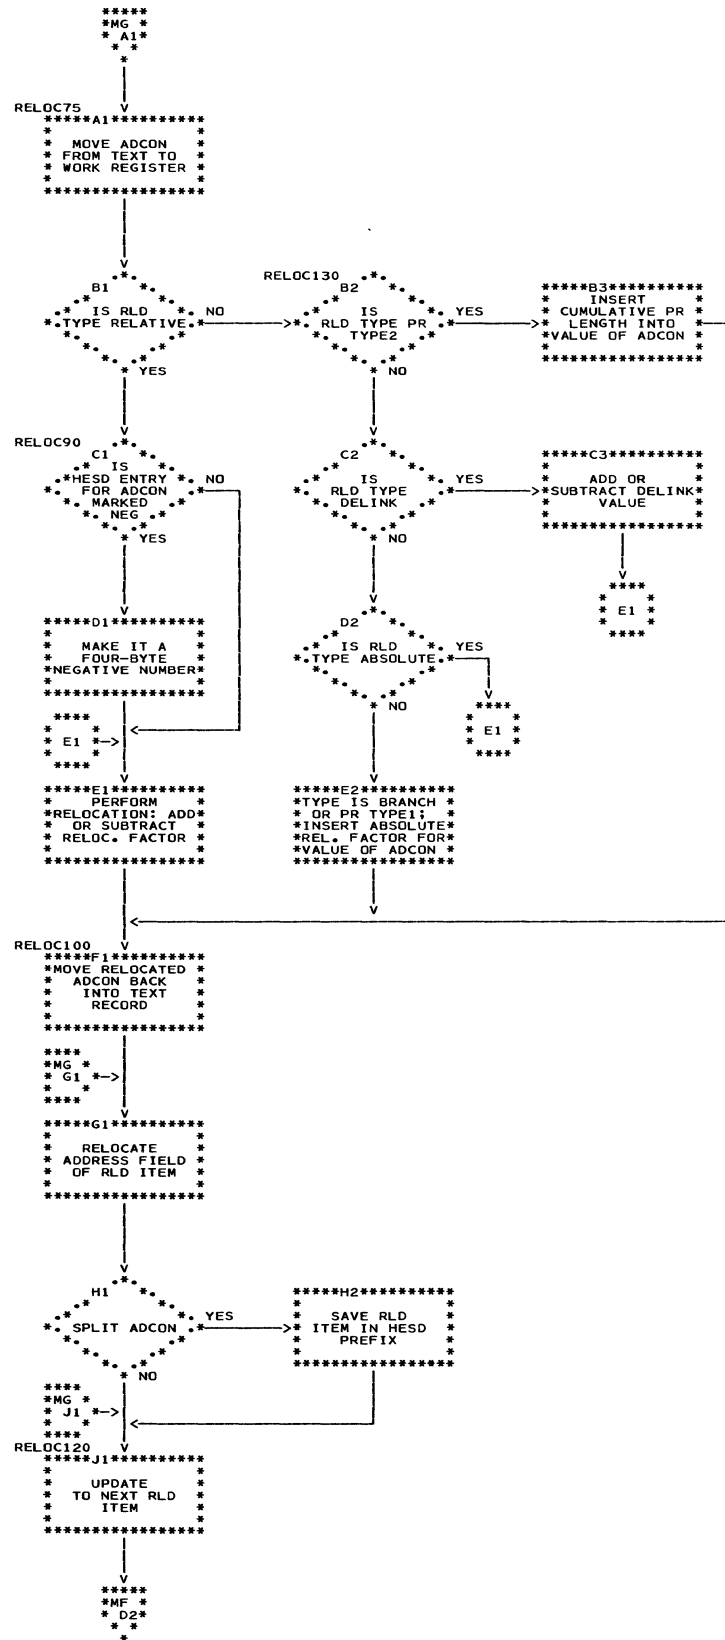 MG
A1
RELOC75
A1
MOVE ADCON
FROM TEXT TO
WORK REGISTER
B1
IS RLD
TYPE RELATIVE
NO
YES
RELOC130
B2
IS
RLD TYPE PR
TYPE2
YES
NO
B3
INSERT
CUMULATIVE PR
LENGTH INTO
VALUE OF ADCON
RELOC90
C1
IS
HESD ENTRY
FOR ADCON
MARKED
NEG
NO
YES
C2
IS
RLD TYPE
DELINK
YES
NO
C3
ADD OR
SUBTRACT DELINK
VALUE
E1
D1
MAKE IT A
FOUR-BYTE
NEGATIVE NUMBER
D2
IS RLD
TYPE ABSOLUTE
YES
NO
E1
E1
E1
PERFORM
RELOCATION: ADD
OR SUBTRACT
RELOC. FACTOR
E2
TYPE IS BRANCH
OR PR TYPE1;
INSERT ABSOLUTE
REL. FACTOR FOR
VALUE OF ADCON
RELOC100
F1
MOVE RELOCATED
ADCON BACK
INTO TEXT
RECORD
MG
G1
G1
RELOCATE
ADDRESS FIELD
OF RLD ITEM
H1
SPLIT ADCON
YES
NO
H2
SAVE RLD
ITEM IN HESD
PREFIX
MG
J1
RELOC120
J1
UPDATE
TO NEXT RLD
ITEM
MF
D2